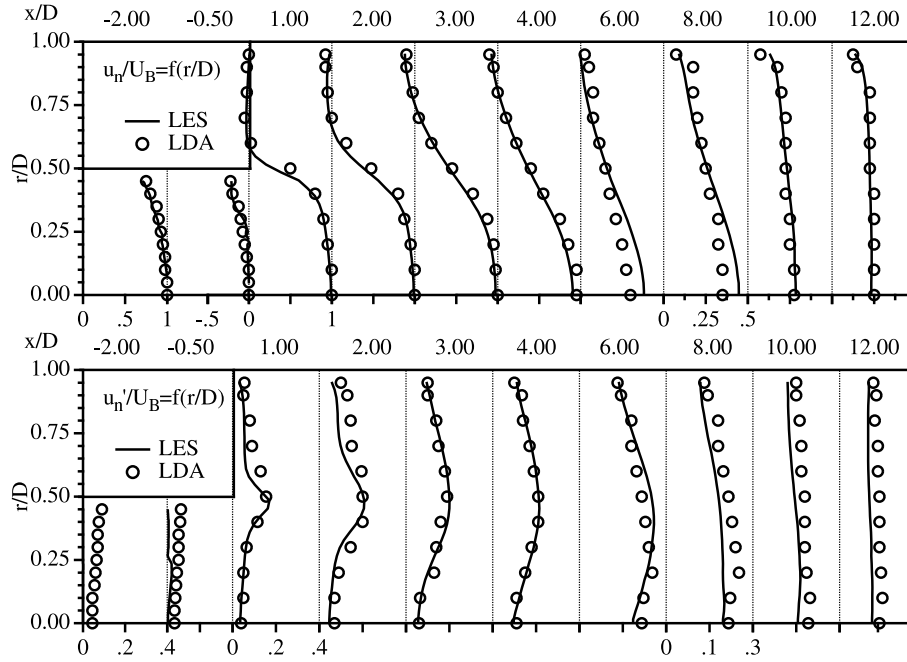 x/D -2.00 -0.50 1.00 2.00 3.00 4.00 6.00 8.00 10.00 12.00
1.00
uₙ/U_B=f(r/D)
0.75
LES
LDA
r/D
0.50
0.25
0.00
0 .5 1 -.5 0 1 0 .25 .5
x/D -2.00 -0.50 1.00 2.00 3.00 4.00 6.00 8.00 10.00 12.00
1.00
uₙ'/U_B=f(r/D)
0.75
LES
LDA
r/D
0.50
0.25
0.00
0 .2 .4 0 .2 .4 0 .1 .3